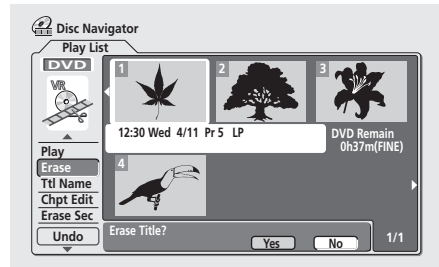 Disc Navigator
Play List
DVD
VR
1
2
3
12:30 Wed 4/11 Pr 5 LP
DVD Remain
0h37m(FINE)
4
Play
Erase
Ttl Name
Chpt Edit
Erase Sec
Undo
Erase Title?
Yes
No
1/1